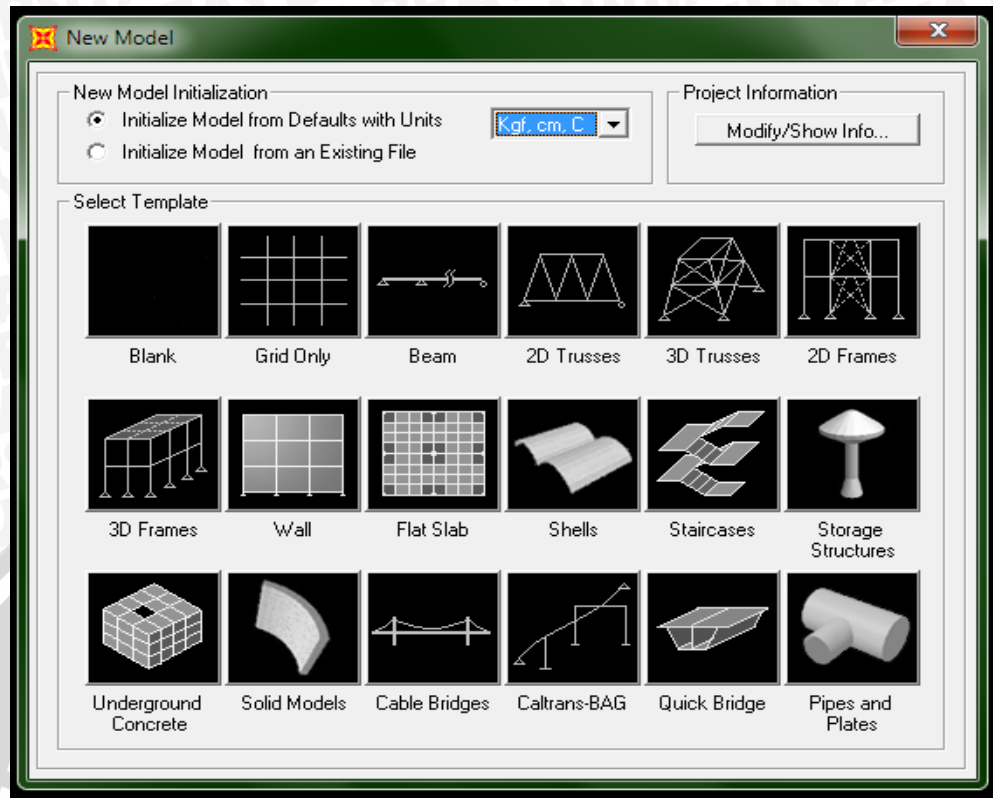 New Model
New Model Initialization
Initialize Model from Defaults with Units
Kgf, cm, C
Initialize Model from an Existing File
Project Information
Modify/Show Info...
Select Template
Blank
Grid Only
Beam
2D Trusses
3D Trusses
2D Frames
3D Frames
Wall
Flat Slab
Shells
Staircases
Storage
Structures
Underground
Concrete
Solid Models
Cable Bridges
Caltrans-BAG
Quick Bridge
Pipes and
Plates